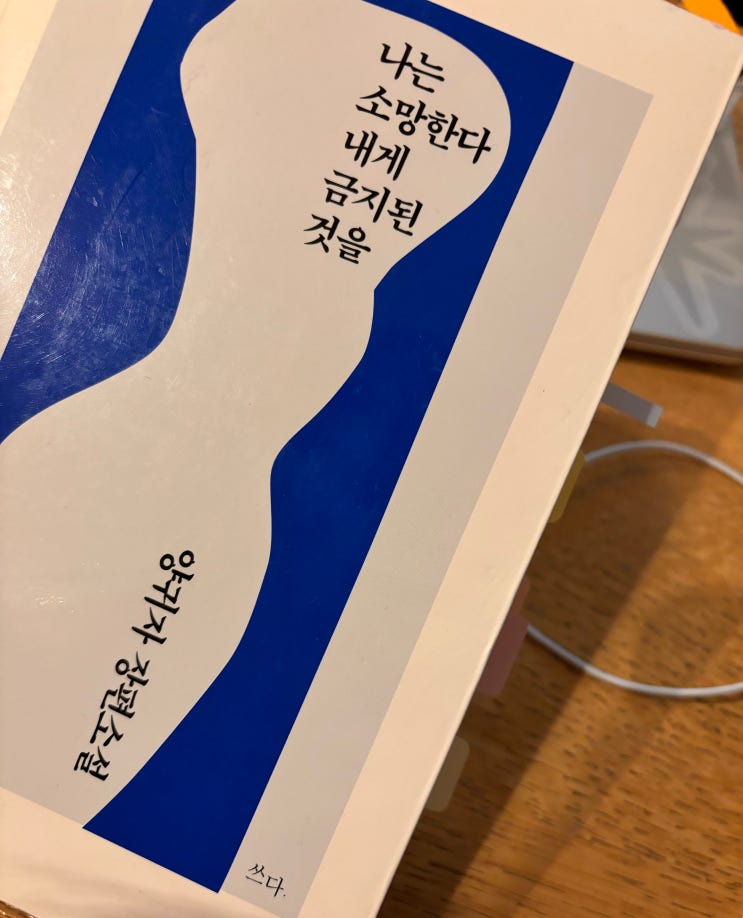 나는
소망한다
내게
금지된
것을
양귀자 장편소설
쓰다.